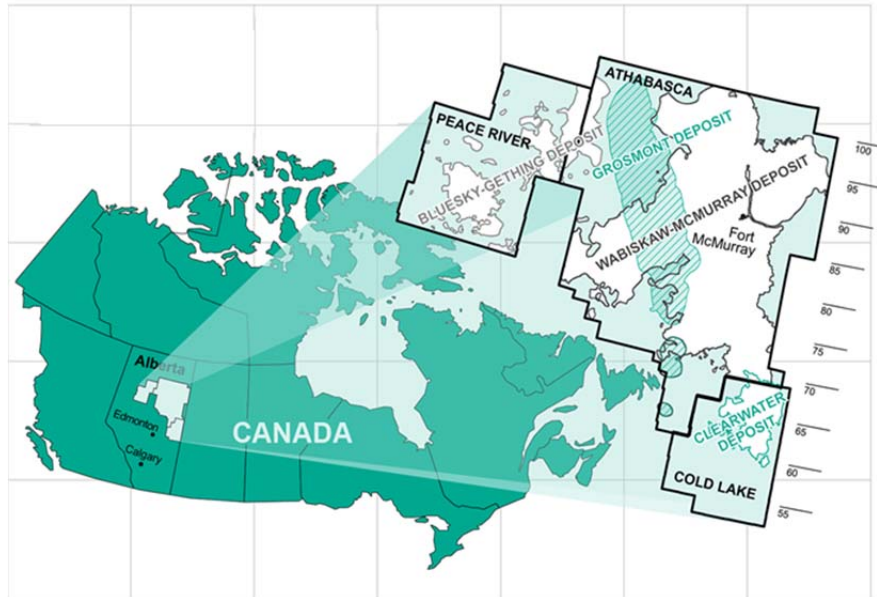 ATHABASCA
PEACE RIVER
BLUESKY-GETHING DEPOSIT
GROSMONT DEPOSIT
WABISKAW-MCMURRAY DEPOSIT
Fort
McMurray
100
95
90
85
80
75
70
65
60
55
CLEARWATER
DEPOSIT
COLD LAKE
Alberta
Edmonton
Calgary
CANADA